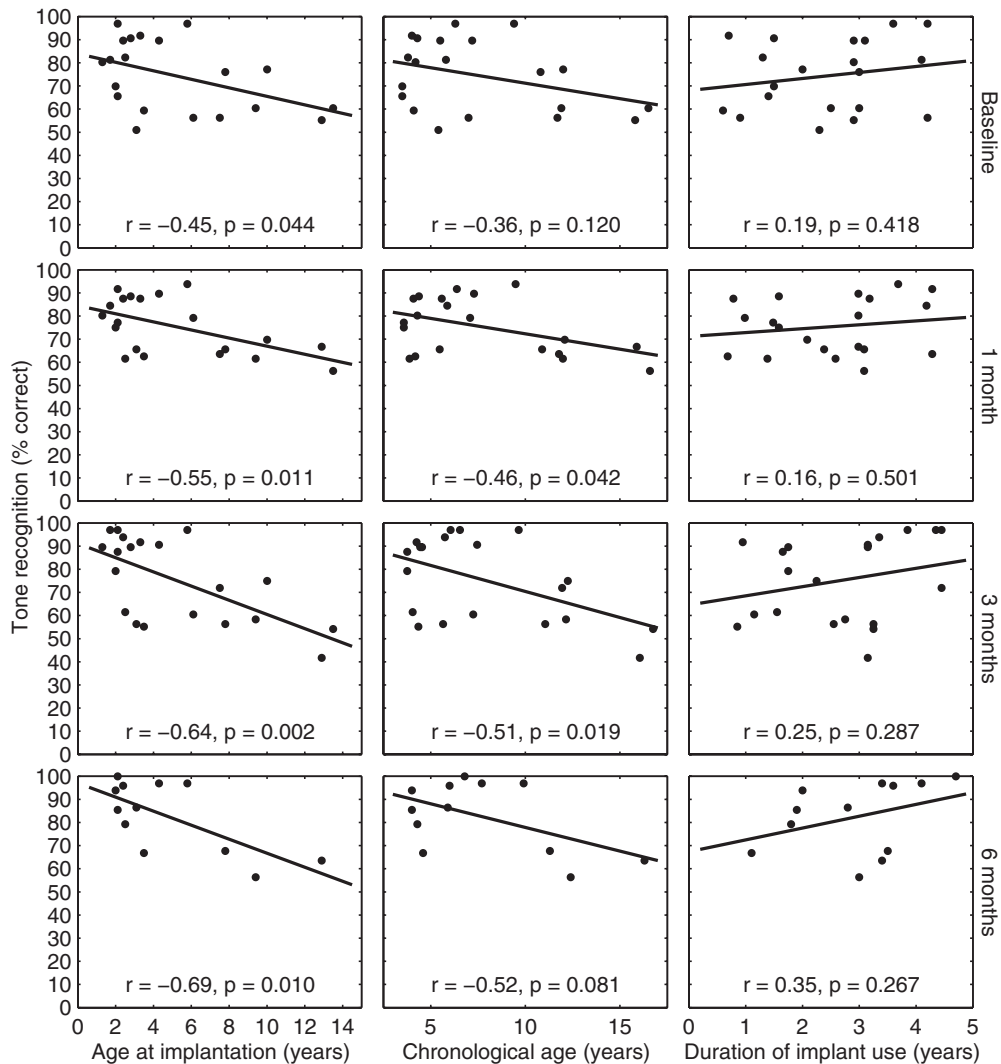 Tone recognition (% correct)
100
90
80
70
60
50
40
30
20
10
0
r = −0.45, p = 0.044
r = −0.36, p = 0.120
r = 0.19, p = 0.418
Baseline
100
90
80
70
60
50
40
30
20
10
0
r = −0.55, p = 0.011
r = −0.46, p = 0.042
r = 0.16, p = 0.501
1 month
100
90
80
70
60
50
40
30
20
10
0
r = −0.64, p = 0.002
r = −0.51, p = 0.019
r = 0.25, p = 0.287
3 months
100
90
80
70
60
50
40
30
20
10
0
r = −0.69, p = 0.010
r = −0.52, p = 0.081
r = 0.35, p = 0.267
6 months
2 4 6 8 10 12 14
5 10 15
0 1 2 3 4 5
Age at implantation (years)
Chronological age (years)
Duration of implant use (years)